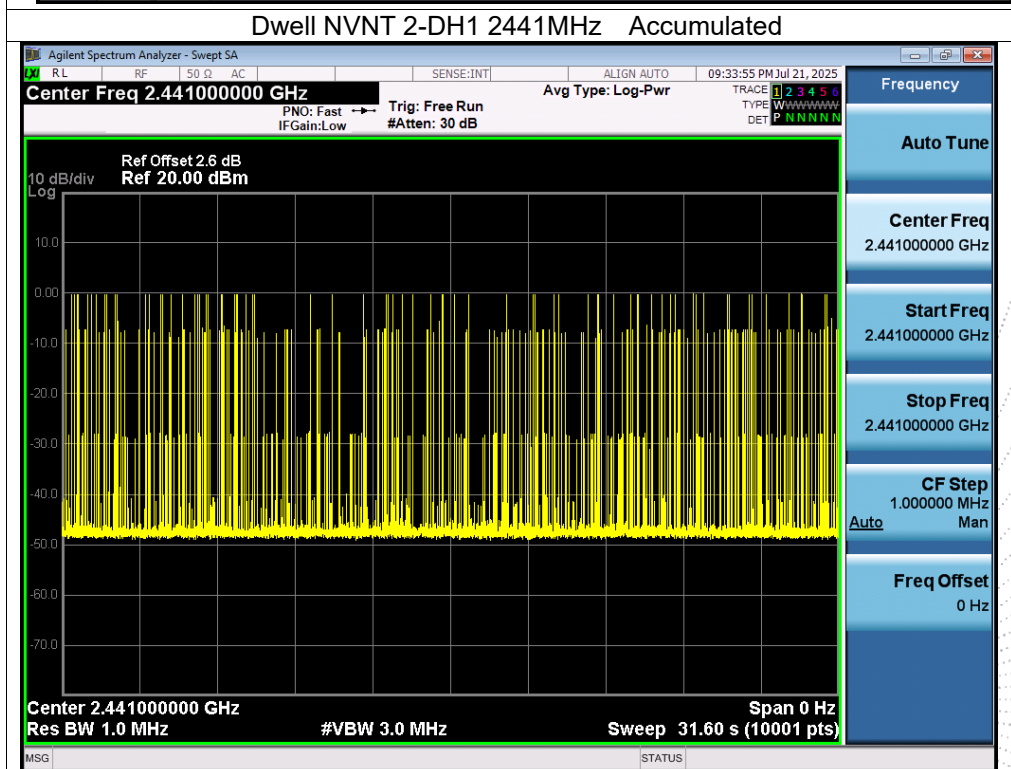 Dwell NVNT 2-DH1 2441MHz Accumulated
Agilent Spectrum Analyzer - Swept SA
LXI RL RF 50 Ω AC SENSE:INT ALIGN AUTO 09:33:55 PM Jul 21, 2025
Center Freq 2.441000000 GHz
PNO: Fast
IFGain:Low
Trig: Free Run
#Atten: 30 dB
Avg Type: Log-Pwr
TRACE 1 2 3 4 5 6
TYPE WWWWWW
DET P N N N N N
Ref Offset 2.6 dB
10 dB/div Ref 20.00 dBm
Log
10.0
0.00
-10.0
-20.0
-30.0
-40.0
-50.0
-60.0
-70.0
Center 2.441000000 GHz Span 0 Hz
Res BW 1.0 MHz #VBW 3.0 MHz Sweep 31.60 s (10001 pts)
MSG STATUS
Frequency
Auto Tune
Center Freq
2.441000000 GHz
Start Freq
2.441000000 GHz
Stop Freq
2.441000000 GHz
CF Step
1.000000 MHz
Auto Man
Freq Offset
0 Hz